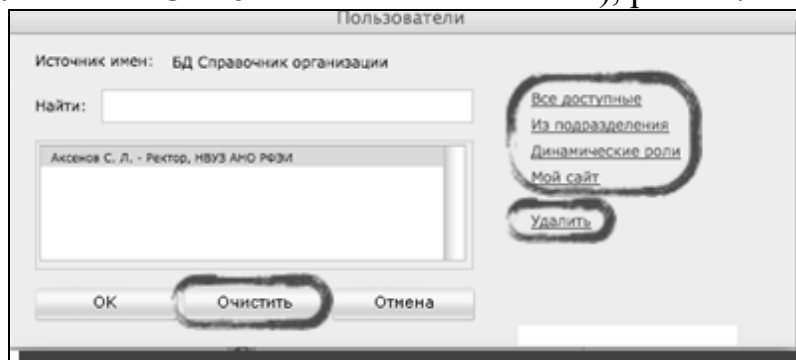 Пользователи
Источник имен: БД Справочник организации
Найти:
Аксенов С. Л. - Ректор, НВУЗ АНО РФЭИ
Все доступные
Из подразделения
Динамические роли
Мой сайт
Удалить
ОК Очистить Отмена